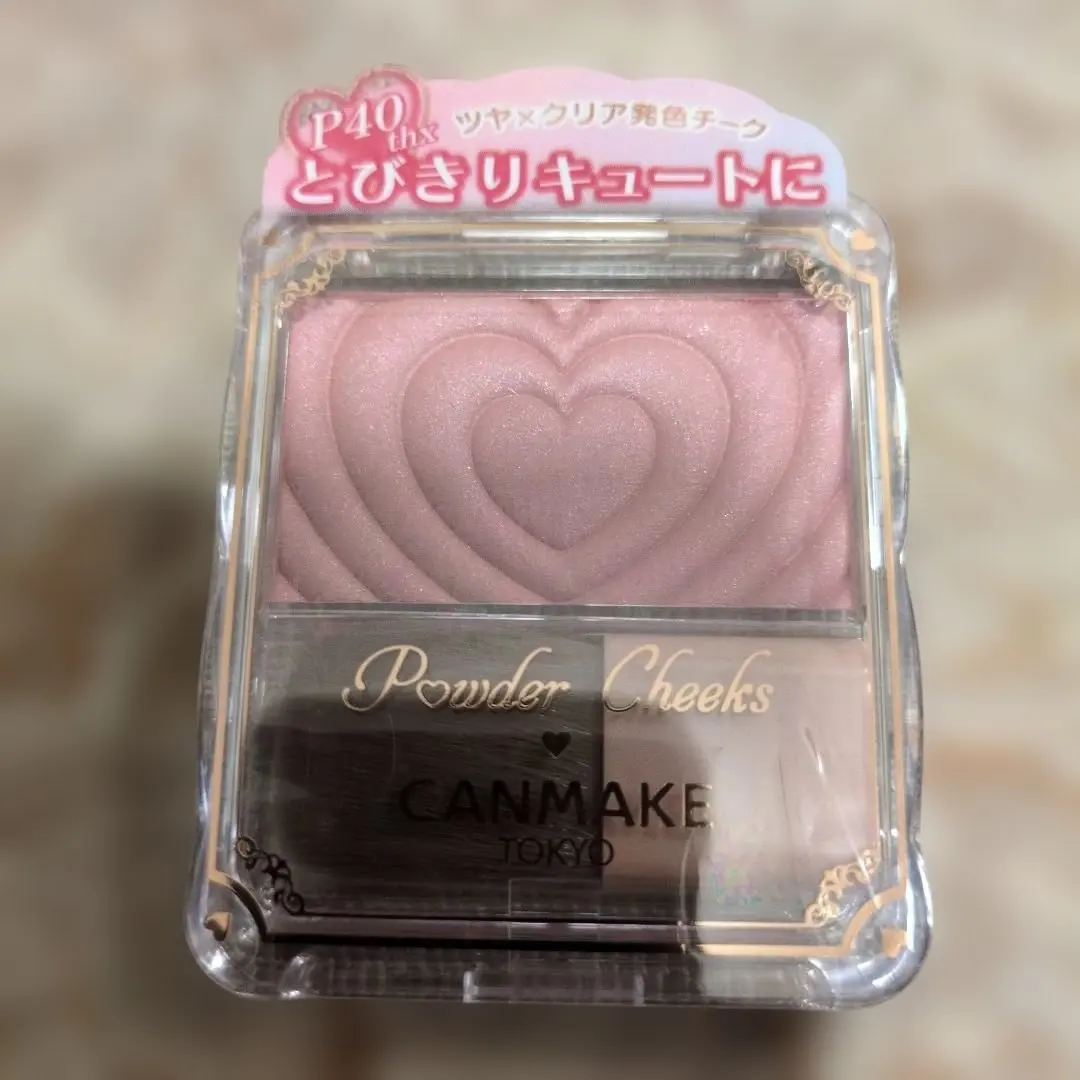 P40
thx
ツヤ×クリア発色チーク
とびきりキュートに
Powder Cheeks
CANMAKE
TOKYO